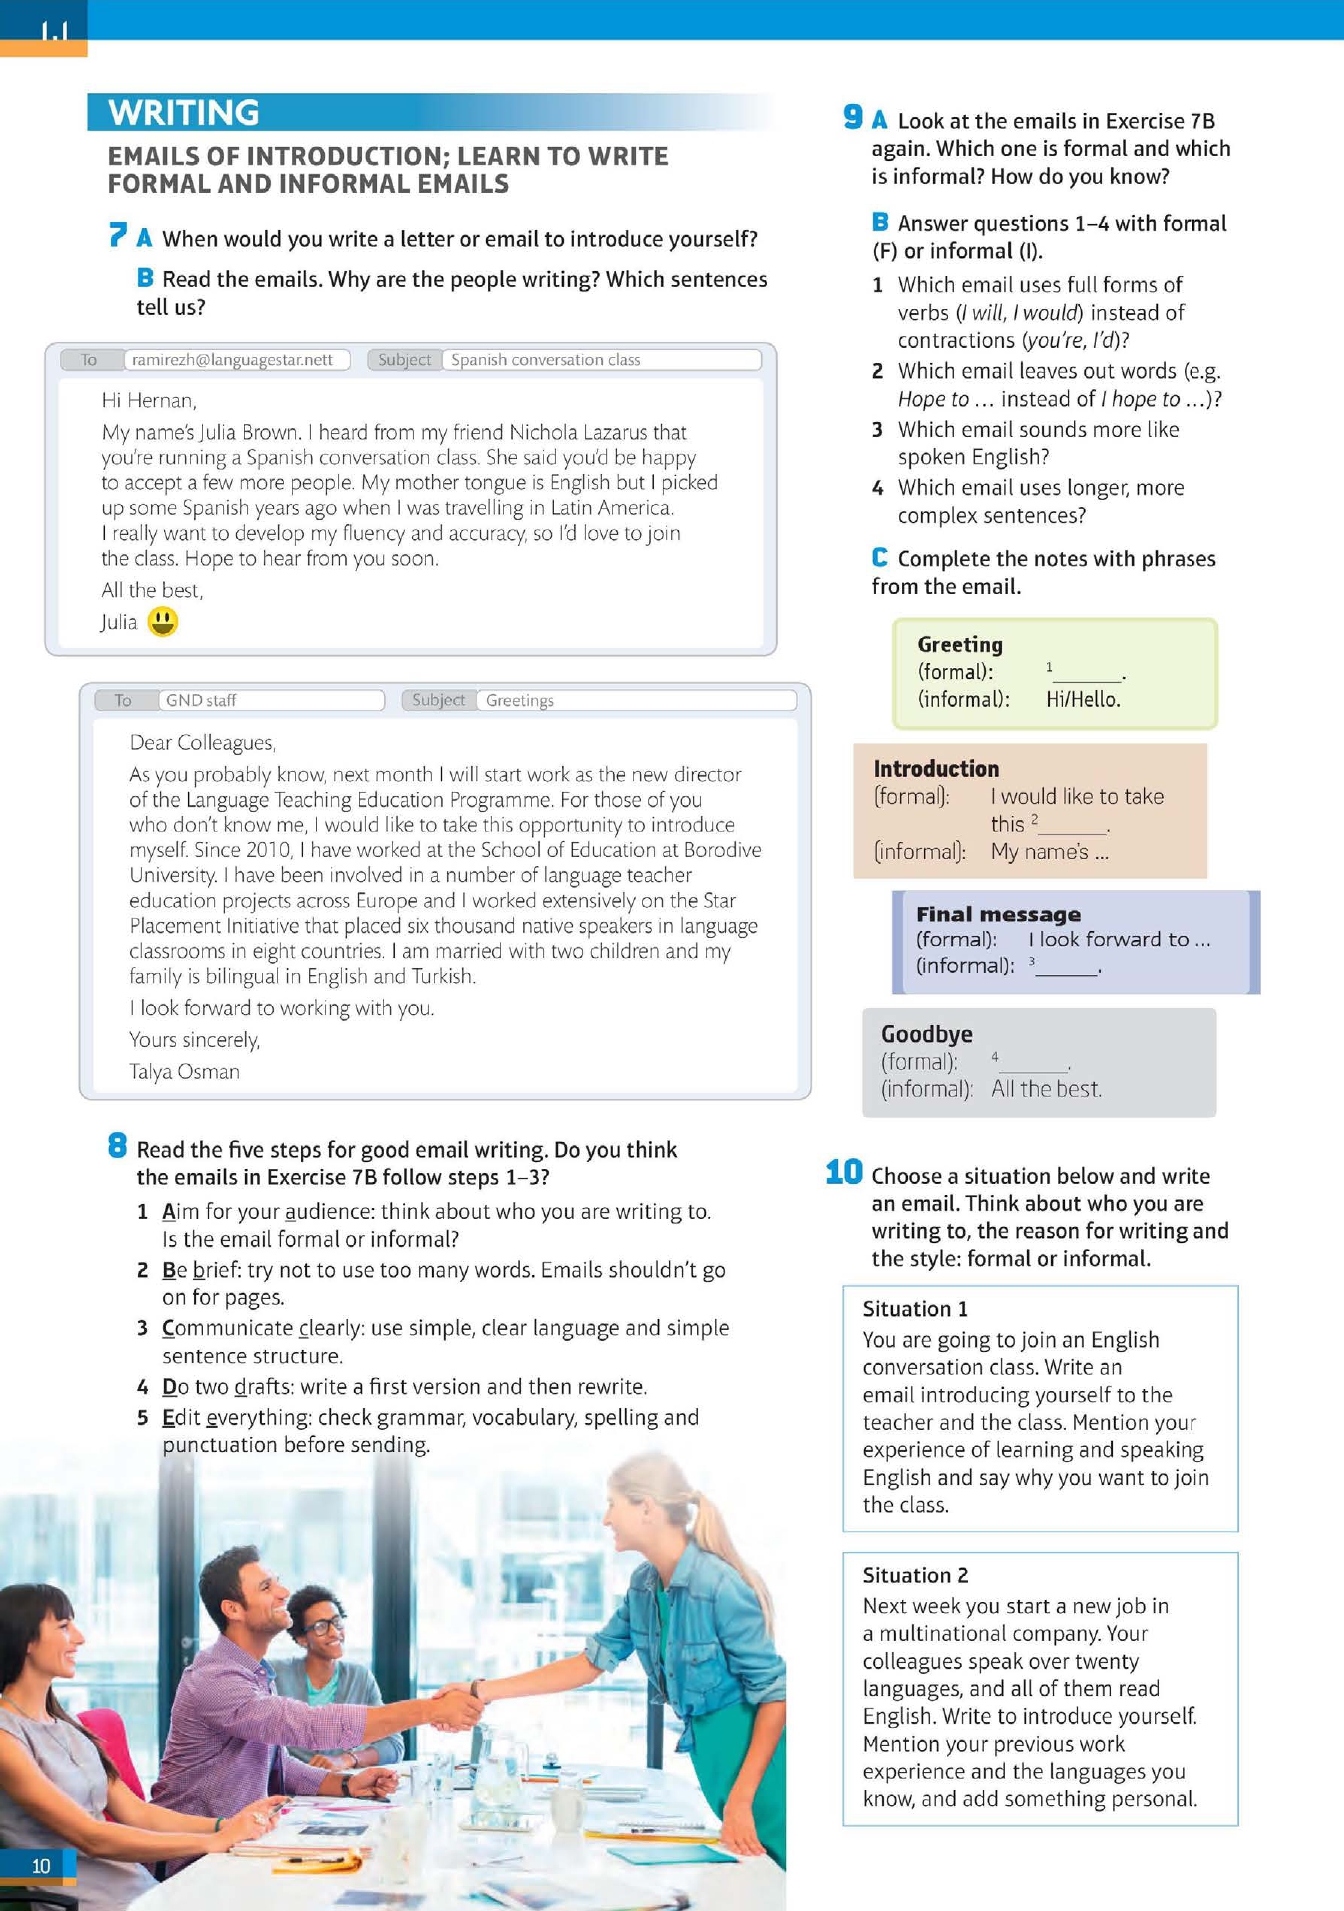 1.1
WRITING
EMAILS OF INTRODUCTION; LEARN TO WRITE
FORMAL AND INFORMAL EMAILS
7 A When would you write a letter or email to introduce yourself?
B Read the emails. Why are the people writing? Which sentences
tell us?
To ramirezh@languagestar.nett Subject Spanish conversation class
Hi Hernan,
My name's Julia Brown. I heard from my friend Nichola Lazarus that
you're running a Spanish conversation class. She said you'd be happy
to accept a few more people. My mother tongue is English but I picked
up some Spanish years ago when I was travelling in Latin America.
I really want to develop my fluency and accuracy, so I'd love to join
the class. Hope to hear from you soon.
All the best,
Julia
To GND staff Subject Greetings
Dear Colleagues,
As you probably know, next month I will start work as the new director
of the Language Teaching Education Programme. For those of you
who don't know me, I would like to take this opportunity to introduce
myself. Since 2010, I have worked at the School of Education at Borodive
University. I have been involved in a number of language teacher
education projects across Europe and I worked extensively on the Star
Placement Initiative that placed six thousand native speakers in language
classrooms in eight countries. I am married with two children and my
family is bilingual in English and Turkish.
I look forward to working with you.
Yours sincerely,
Talya Osman
8 Read the five steps for good email writing. Do you think
the emails in Exercise 7B follow steps 1–3?
1 Aim for your audience: think about who you are writing to.
Is the email formal or informal?
2 Be brief: try not to use too many words. Emails shouldn't go
on for pages.
3 Communicate clearly: use simple, clear language and simple
sentence structure.
4 Do two drafts: write a first version and then rewrite.
5 Edit everything: check grammar, vocabulary, spelling and
punctuation before sending.
10
9 A Look at the emails in Exercise 7B
again. Which one is formal and which
is informal? How do you know?
B Answer questions 1–4 with formal
(F) or informal (I).
1 Which email uses full forms of
verbs (I will, I would) instead of
contractions (you're, I'd)?
2 Which email leaves out words (e.g.
Hope to ... instead of I hope to ...)?
3 Which email sounds more like
spoken English?
4 Which email uses longer, more
complex sentences?
C Complete the notes with phrases
from the email.
Greeting
(formal): 1______.
(informal): Hi/Hello.
Introduction
(formal): I would like to take
this 2______.
(informal): My name's ...
Final message
(formal): I look forward to ...
(informal): 3______.
Goodbye
(formal): 4______.
(informal): All the best.
10 Choose a situation below and write
an email. Think about who you are
writing to, the reason for writing and
the style: formal or informal.
Situation 1
You are going to join an English
conversation class. Write an
email introducing yourself to the
teacher and the class. Mention your
experience of learning and speaking
English and say why you want to join
the class.
Situation 2
Next week you start a new job in
a multinational company. Your
colleagues speak over twenty
languages, and all of them read
English. Write to introduce yourself.
Mention your previous work
experience and the languages you
know, and add something personal.